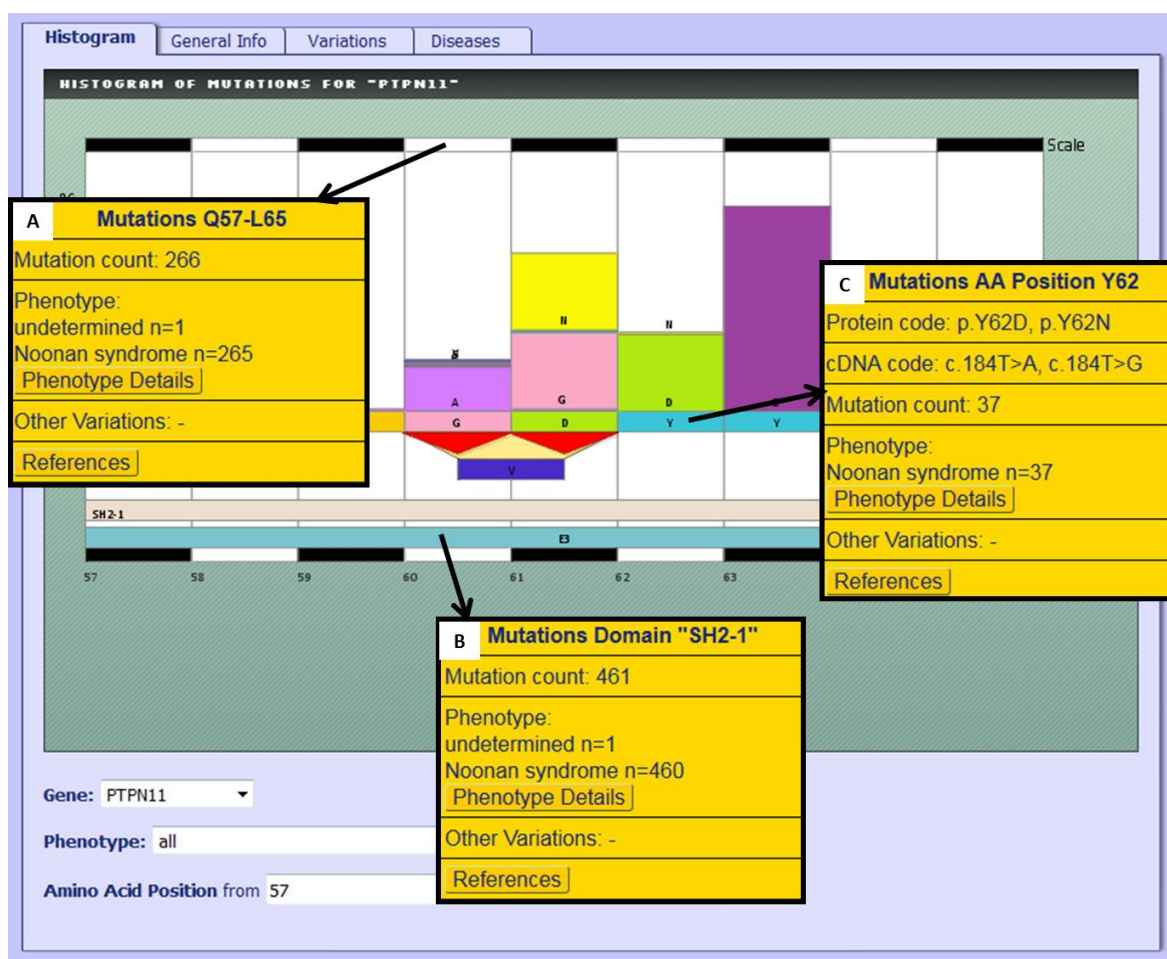 Histogram
General Info
Variations
Diseases
HISTOGRAM OF MUTATIONS FOR "PTPN11"
Scale
A Mutations Q57-L65
Mutation count: 266
Phenotype:
undetermined n=1
Noonan syndrome n=265
Phenotype Details
Other Variations: -
References
N
G
N
A
D
G
D
Y
Y
V
C Mutations AA Position Y62
Protein code: p.Y62D, p.Y62N
cDNA code: c.184T>A, c.184T>G
Mutation count: 37
Phenotype:
Noonan syndrome n=37
Phenotype Details
Other Variations: -
References
SH2-1
E3
57 58 59 60 61 62 63
B Mutations Domain "SH2-1"
Mutation count: 461
Phenotype:
undetermined n=1
Noonan syndrome n=460
Phenotype Details
Other Variations: -
References
Gene: PTPN11
Phenotype: all
Amino Acid Position from 57